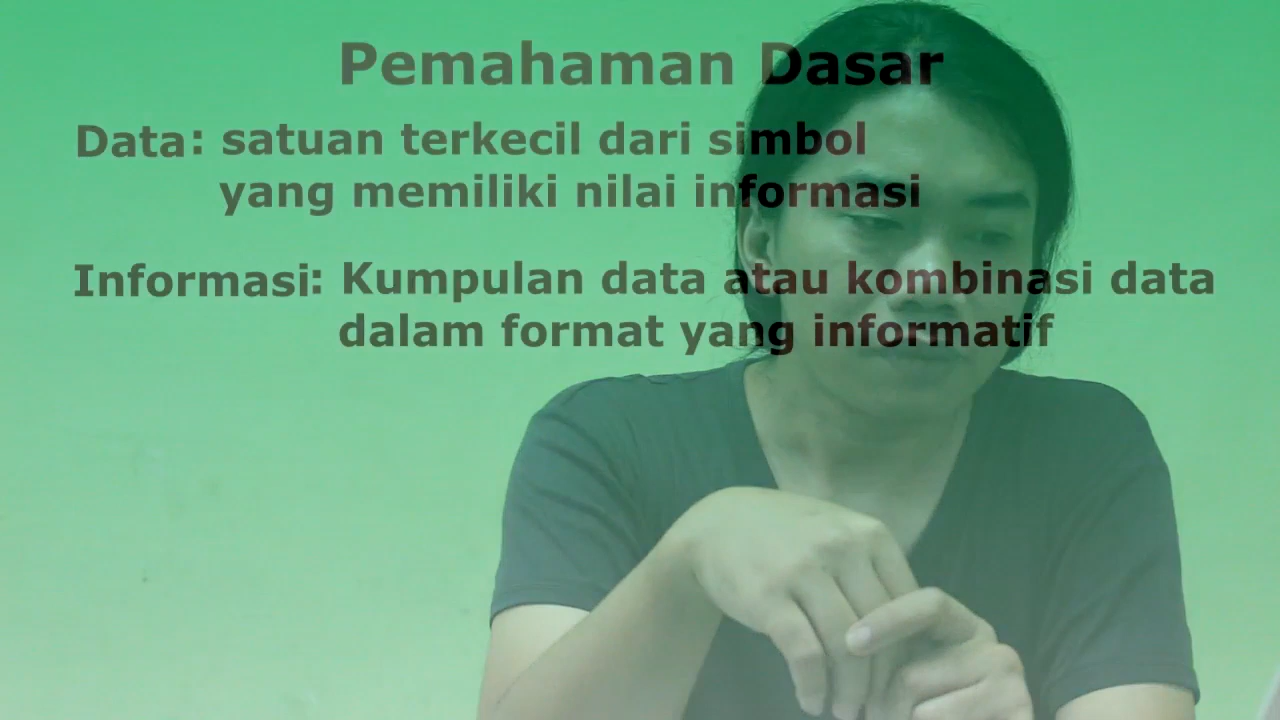 Pemahaman Dasar
Data: satuan terkecil dari simbol
yang memiliki nilai informasi
Informasi: Kumpulan data atau kombinasi data
dalam format yang informatif